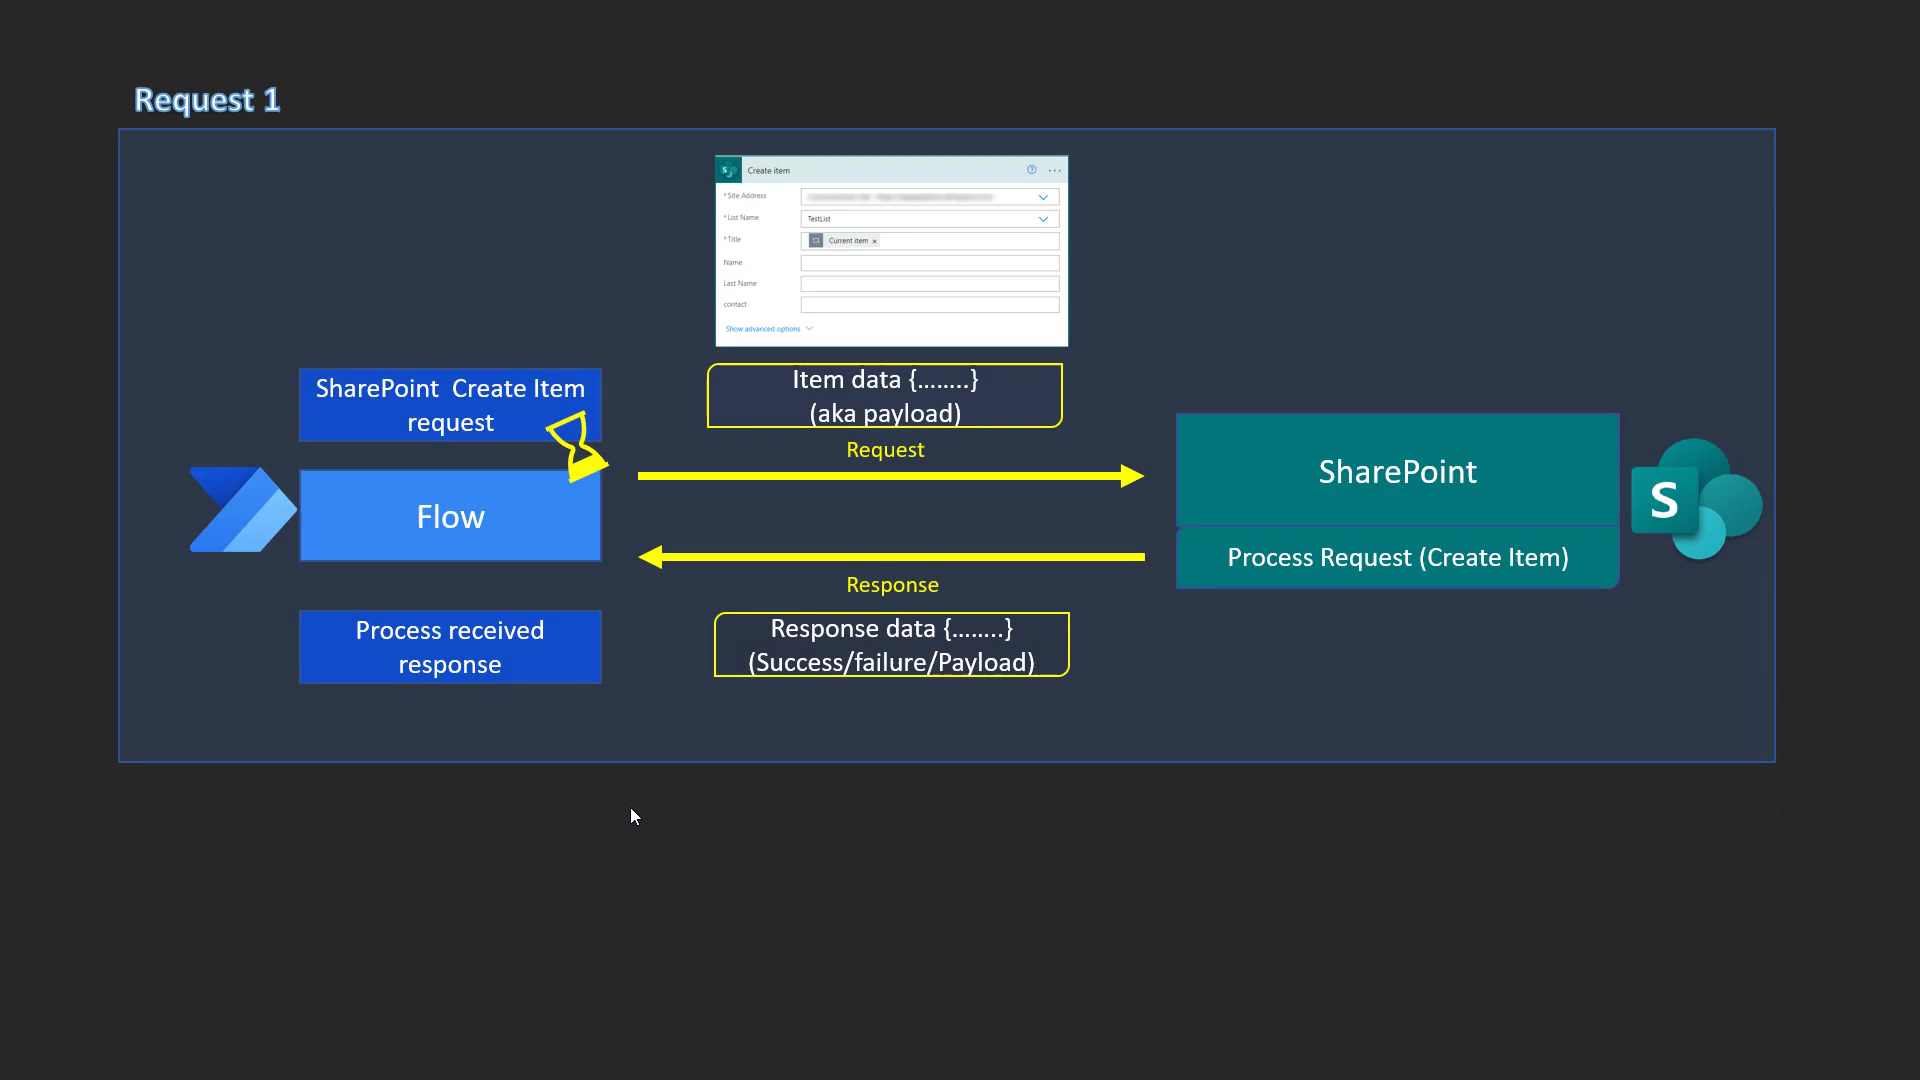 Request 1
S
Create item
* Site Address
* List Name
TestList
* Title
Current item ×
Name
Last Name
contact
Show advanced options
SharePoint  Create Item
request
Item data {........}
(aka payload)
Request
Flow
SharePoint
S
Process Request (Create Item)
Response
Process received
response
Response data {........}
(Success/failure/Payload)